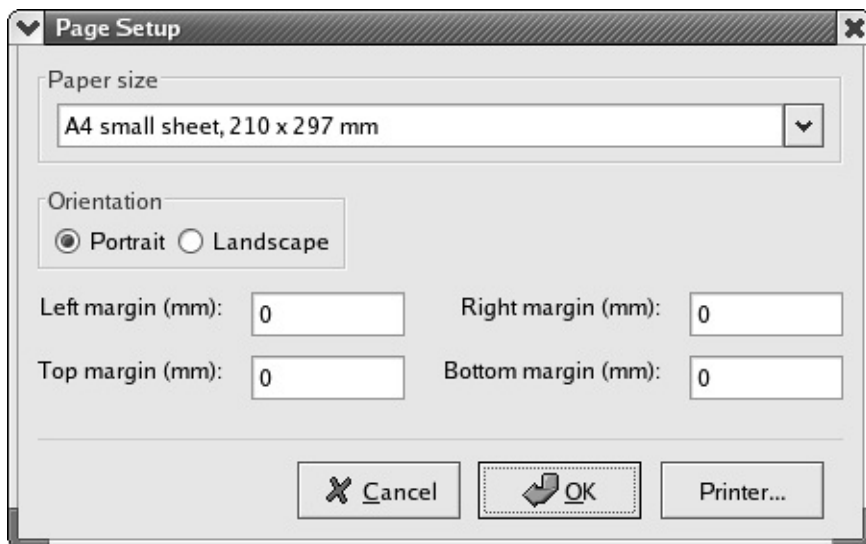 Page Setup
Paper size
A4 small sheet, 210 x 297 mm
Orientation
Portrait Landscape
Left margin (mm): 0 Right margin (mm): 0
Top margin (mm): 0 Bottom margin (mm): 0
Cancel OK Printer...